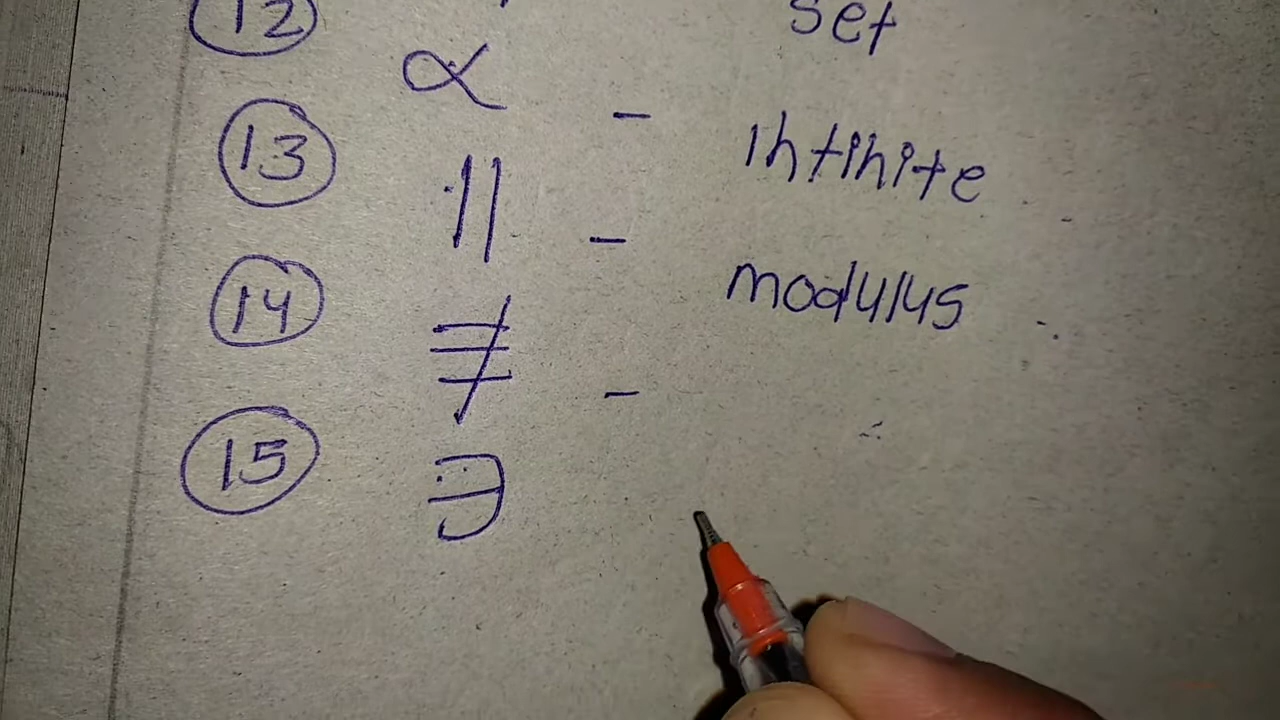 12 set
∝ - infinite
13 || - modulus
14 ≢ -
15 ∋